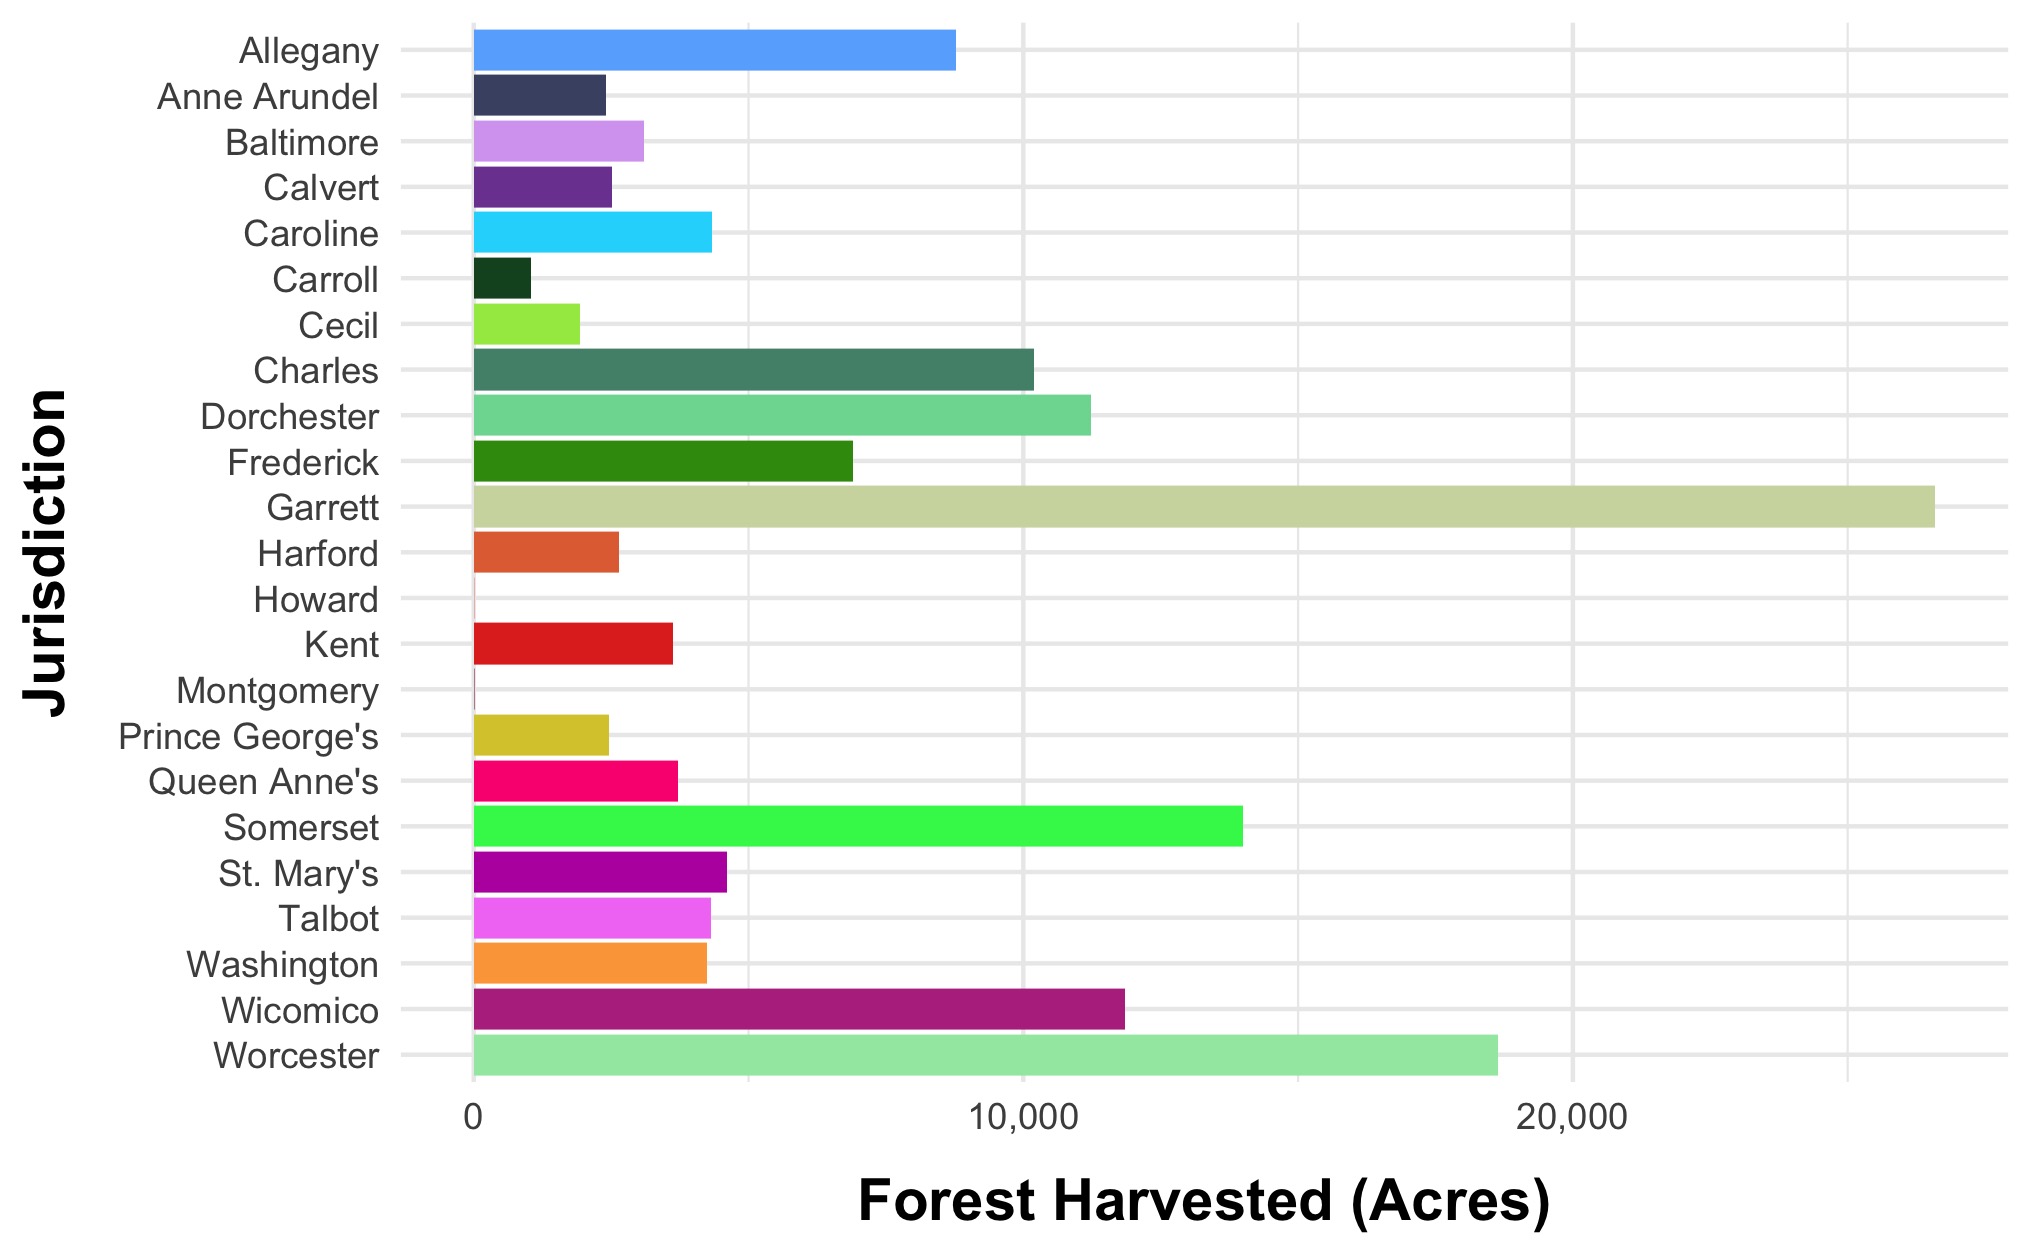 Jurisdiction
Allegany
Anne Arundel
Baltimore
Calvert
Caroline
Carroll
Cecil
Charles
Dorchester
Frederick
Garrett
Harford
Howard
Kent
Montgomery
Prince George's
Queen Anne's
Somerset
St. Mary's
Talbot
Washington
Wicomico
Worcester
0 10,000 20,000
Forest Harvested (Acres)